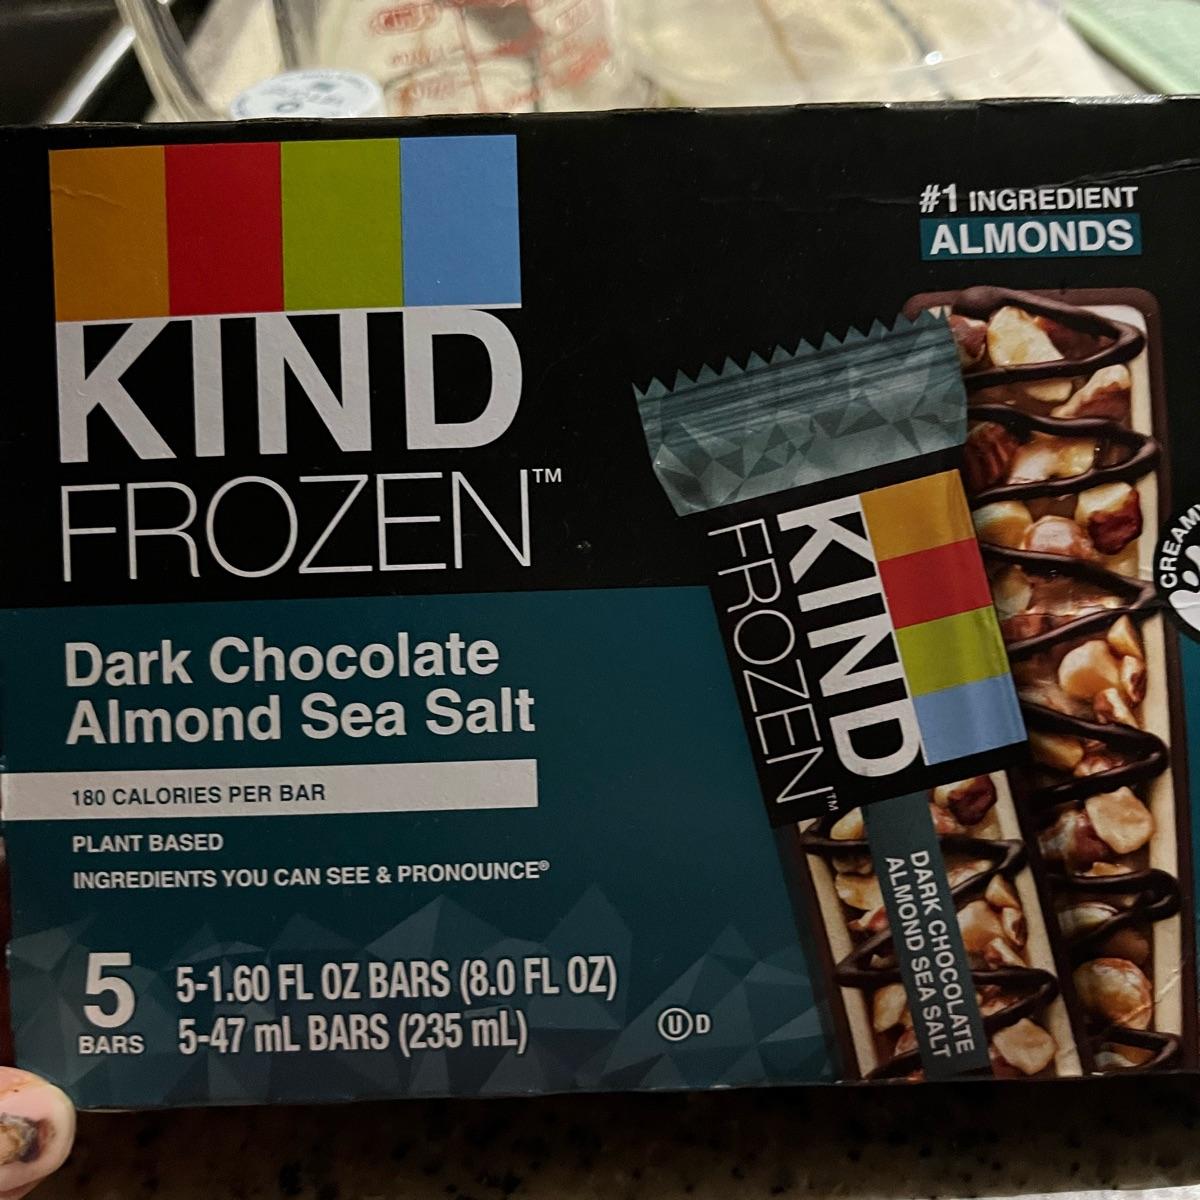 KIND
FROZEN™
#1 INGREDIENT
ALMONDS
Dark Chocolate
Almond Sea Salt
180 CALORIES PER BAR
PLANT BASED
INGREDIENTS YOU CAN SEE & PRONOUNCE®
5
BARS
5-1.60 FL OZ BARS (8.0 FL OZ)
5-47 mL BARS (235 mL)
U D
KIND
FROZEN™
DARK CHOCOLATE
ALMOND SEA SALT
CREAMY